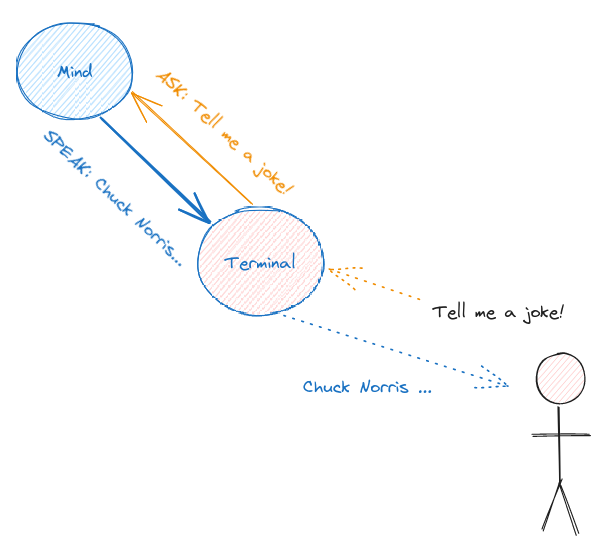 Mind
ASK: Tell me a joke!
SPEAK: Chuck Norris...
Terminal
Tell me a joke!
Chuck Norris ...